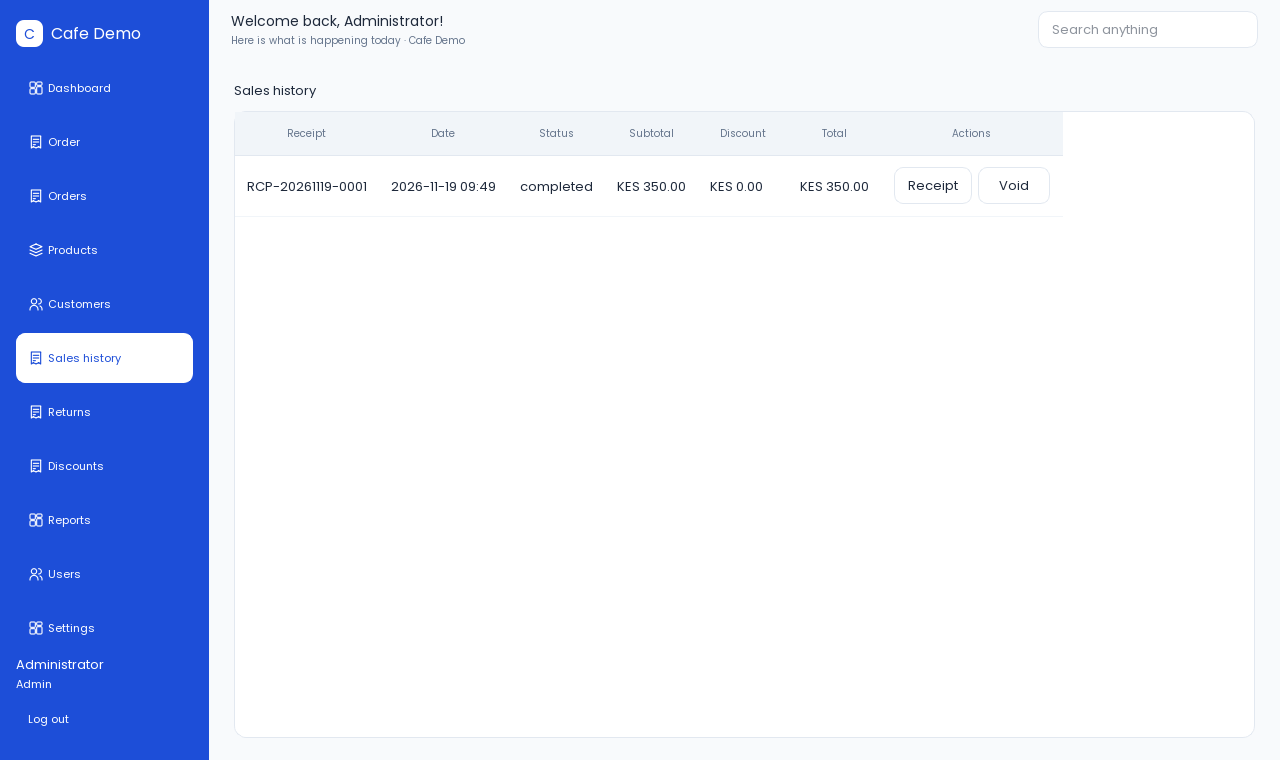 C Cafe Demo
Dashboard
Order
Orders
Products
Customers
Sales history
Returns
Discounts
Reports
Users
Settings
Administrator
Admin
Log out
Welcome back, Administrator!
Here is what is happening today · Cafe Demo
Search anything
Sales history
Receipt Date Status Subtotal Discount Total Actions
RCP-20261119-0001 2026-11-19 09:49 completed KES 350.00 KES 0.00 KES 350.00 Receipt Void